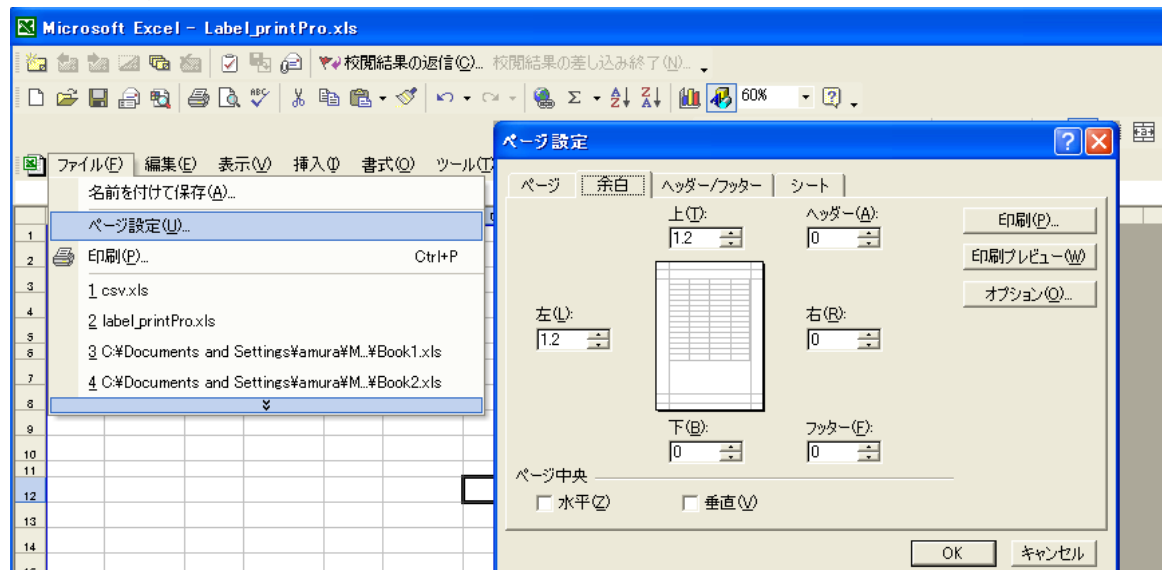 Microsoft Excel - Label_printPro.xls
校閲結果の返信(C)... 校閲結果の差し込み終了(N)...
60%
ファイル(F) 編集(E) 表示(V) 挿入(I) 書式(O) ツール(T)
名前を付けて保存(A)...
ページ設定(U)...
印刷(P)... Ctrl+P
1 csv.xls
2 label_printPro.xls
3 C:¥Documents and Settings¥amura¥M...¥Book1.xls
4 C:¥Documents and Settings¥amura¥M...¥Book2.xls
1
2
3
4
5
6
7
8
9
10
11
12
13
14
ページ設定
ページ 余白 ヘッダー/フッター シート
上(T): ヘッダー(A):
1.2 0
左(L): 右(R):
1.2 0
下(B): フッター(F):
0 0
ページ中央
水平(Z) 垂直(V)
印刷(P)...
印刷プレビュー(W)
オプション(O)...
OK キャンセル